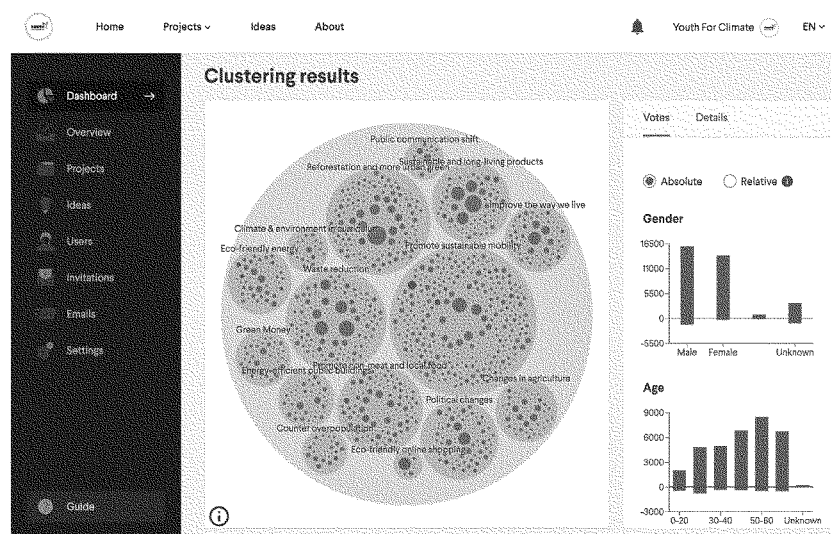 Home Projects Ideas About Youth For Climate EN
Dashboard
Overview
Projects
Ideas
Users
Invitations
Emails
Settings
Guide
Clustering results
Public communication shift
Sustainable and long-living products
Reforestation and more urban green
Improve the way we live
Climate & environment in curriculum
Promote sustainable mobility
Eco-friendly energy
Waste reduction
Green Money
Promote non-meat and local food
Energy-efficient public buildings
Changes in agriculture
Political changes
Counter overpopulation
Eco-friendly online shopping
Votes Details
Absolute Relative
Gender
16500
11000
5500
0
-5500
Male Female Unknown
Age
9000
6000
3000
0
-3000
0-20 30-40 50-60 Unknown